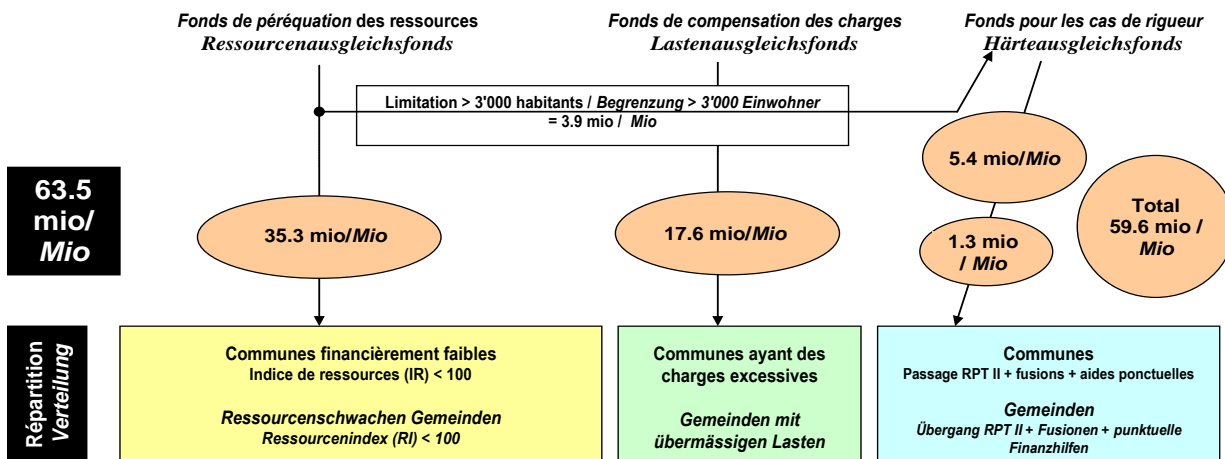 Fonds de péréquation des ressources
Ressourcenausgleichsfonds
Fonds de compensation des charges
Lastenausgleichsfonds
Fonds pour les cas de rigueur
Härteausgleichsfonds
Limitation > 3'000 habitants / Begrenzung > 3'000 Einwohner
= 3.9 mio / Mio
63.5
mio/
Mio
35.3 mio/Mio
17.6 mio/Mio
5.4 mio/Mio
1.3 mio
/ Mio
Total
59.6 mio /
Mio
Répartition
Verteilung
Communes financièrement faibles
Indice de ressources (IR) < 100
Ressourcenschwachen Gemeinden
Ressourcenindex (RI) < 100
Communes ayant des
charges excessives
Gemeinden mit
übermässigen Lasten
Communes
Passage RPT II + fusions + aides ponctuelles
Gemeinden
Übergang RPT II + Fusionen + punktuelle
Finanzhilfen